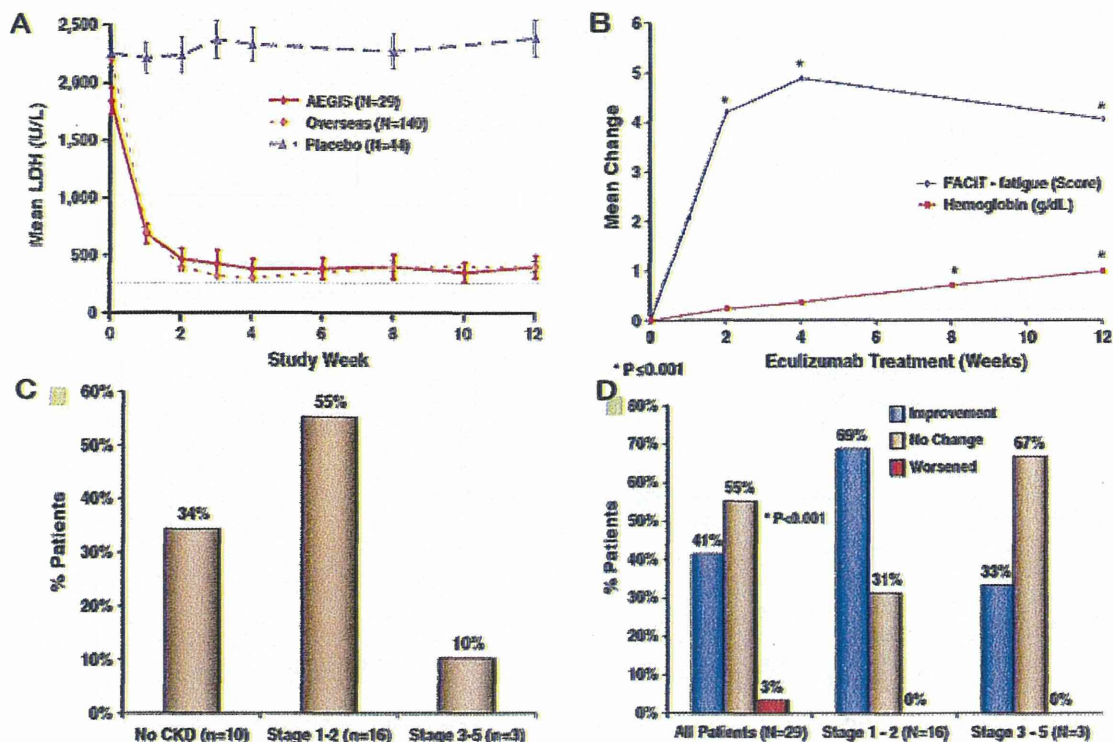 A
2,500
2,000
1,500
1,000
500
0
Mean LDH (U/L)
AEGIS (N=29)
Overseas (N=140)
Placebo (N=44)
0 2 4 6 8 10 12
Study Week
B
6
5
4
3
2
1
0
Mean Change
* * *
FACIT - fatigue (Score)
Hemoglobin (g/dL)
* *
0 2 4 6 8 10 12
Eculizumab Treatment (Weeks)
* P≤0.001
C
60%
50%
40%
30%
20%
10%
0%
% Patients
34%
55%
10%
No CKD (n=10) Stage 1-2 (n=16) Stage 3-5 (n=3)
D
80%
70%
60%
50%
40%
30%
20%
10%
0%
% Patients
Improvement
No Change
Worsened
* P<0.001
41% 55% 3%
69% 31% 0%
33% 67% 0%
All Patients (N=29) Stage 1 - 2 (N=16) Stage 3 - 5 (N=3)